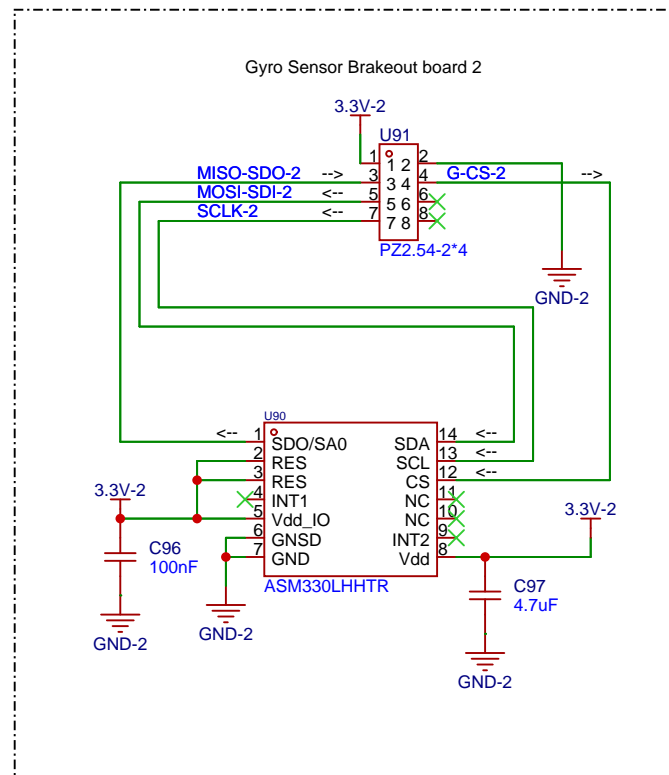 Gyro Sensor Brakeout board 2
3.3V-2
U91
1 1 2 2
MISO-SDO-2 --> 3 3 4 4 G-CS-2 -->
MOSI-SDI-2 <-- 5 5 6 6
SCLK-2 <-- 7 7 8 8
PZ2.54-2*4
GND-2
U90
<-- 1 SDO/SA0 SDA 14 <--
2 RES SCL 13 <--
3 RES CS 12 <--
3.3V-2 4 INT1 NC 11
5 Vdd_IO NC 10 3.3V-2
6 GNSD INT2 9
7 GND Vdd 8
C96
100nF
ASM330LHHTR
C97
4.7uF
GND-2
GND-2
GND-2